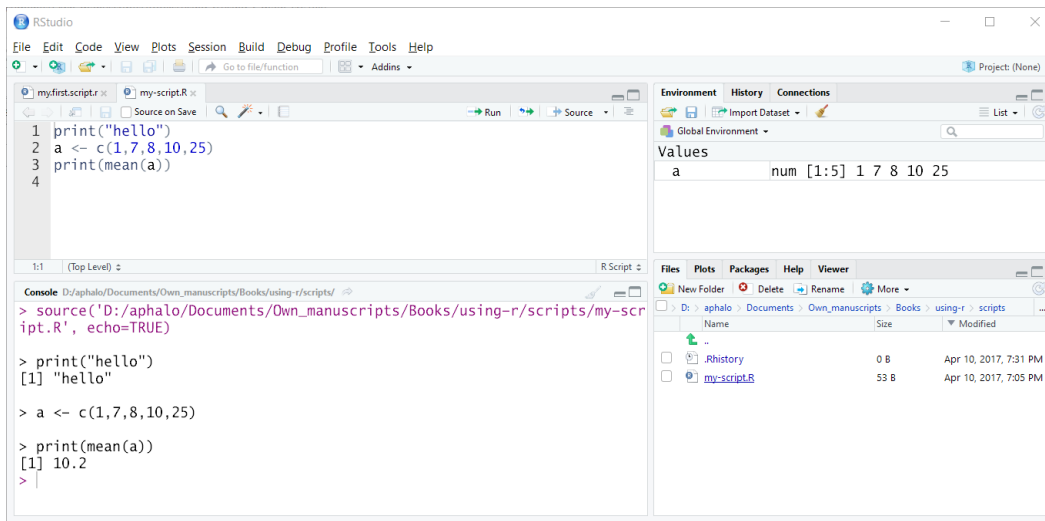 RStudio
File Edit Code View Plots Session Build Debug Profile Tools Help
Go to file/function Addins Project: (None)
my.first.script.r my-script.R
Source on Save Run Source
1 print("hello")
2 a <- c(1,7,8,10,25)
3 print(mean(a))
4
1:1 (Top Level) R Script
Console D:/aphalo/Documents/Own_manuscripts/Books/using-r/scripts/
> source('D:/aphalo/Documents/Own_manuscripts/Books/using-r/scripts/my-scr
ipt.R', echo=TRUE)
> print("hello")
[1] "hello"
> a <- c(1,7,8,10,25)
> print(mean(a))
[1] 10.2
>
Environment History Connections
Import Dataset List
Global Environment
Values
a num [1:5] 1 7 8 10 25
Files Plots Packages Help Viewer
New Folder Delete Rename More
D: > aphalo > Documents > Own_manuscripts > Books > using-r > scripts ...
Name Size Modified
..
.Rhistory 0 B Apr 10, 2017, 7:31 PM
my-script.R 53 B Apr 10, 2017, 7:05 PM